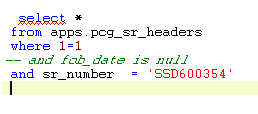 select *
from apps.pcg_sr_headers
where 1=1
-- and fob_date is null
and sr_number  = 'SSD600354'